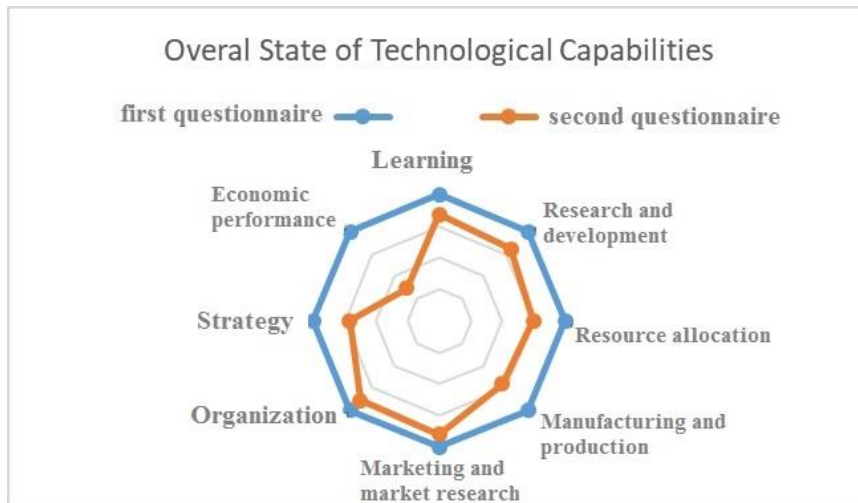 Overal State of Technological Capabilities
first questionnaire
second questionnaire
Learning
Economic
performance
Research and
development
Strategy
Resource allocation
Organization
Manufacturing and
production
Marketing and
market research